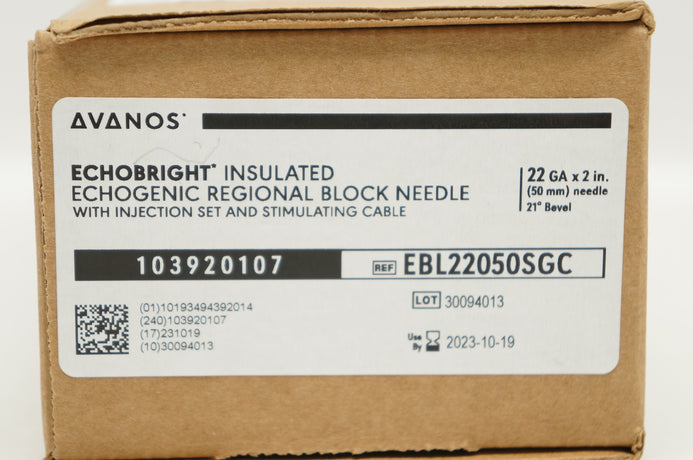 AVANOS*
ECHOBRIGHT* INSULATED
ECHOGENIC REGIONAL BLOCK NEEDLE
WITH INJECTION SET AND STIMULATING CABLE
22 GA x 2 in.
(50 mm) needle
21° Bevel
103920107
REF EBL22050SGC
(01)10193494392014
(240)103920107
(17)231019
(10)30094013
LOT 30094013
Use
By 2023-10-19